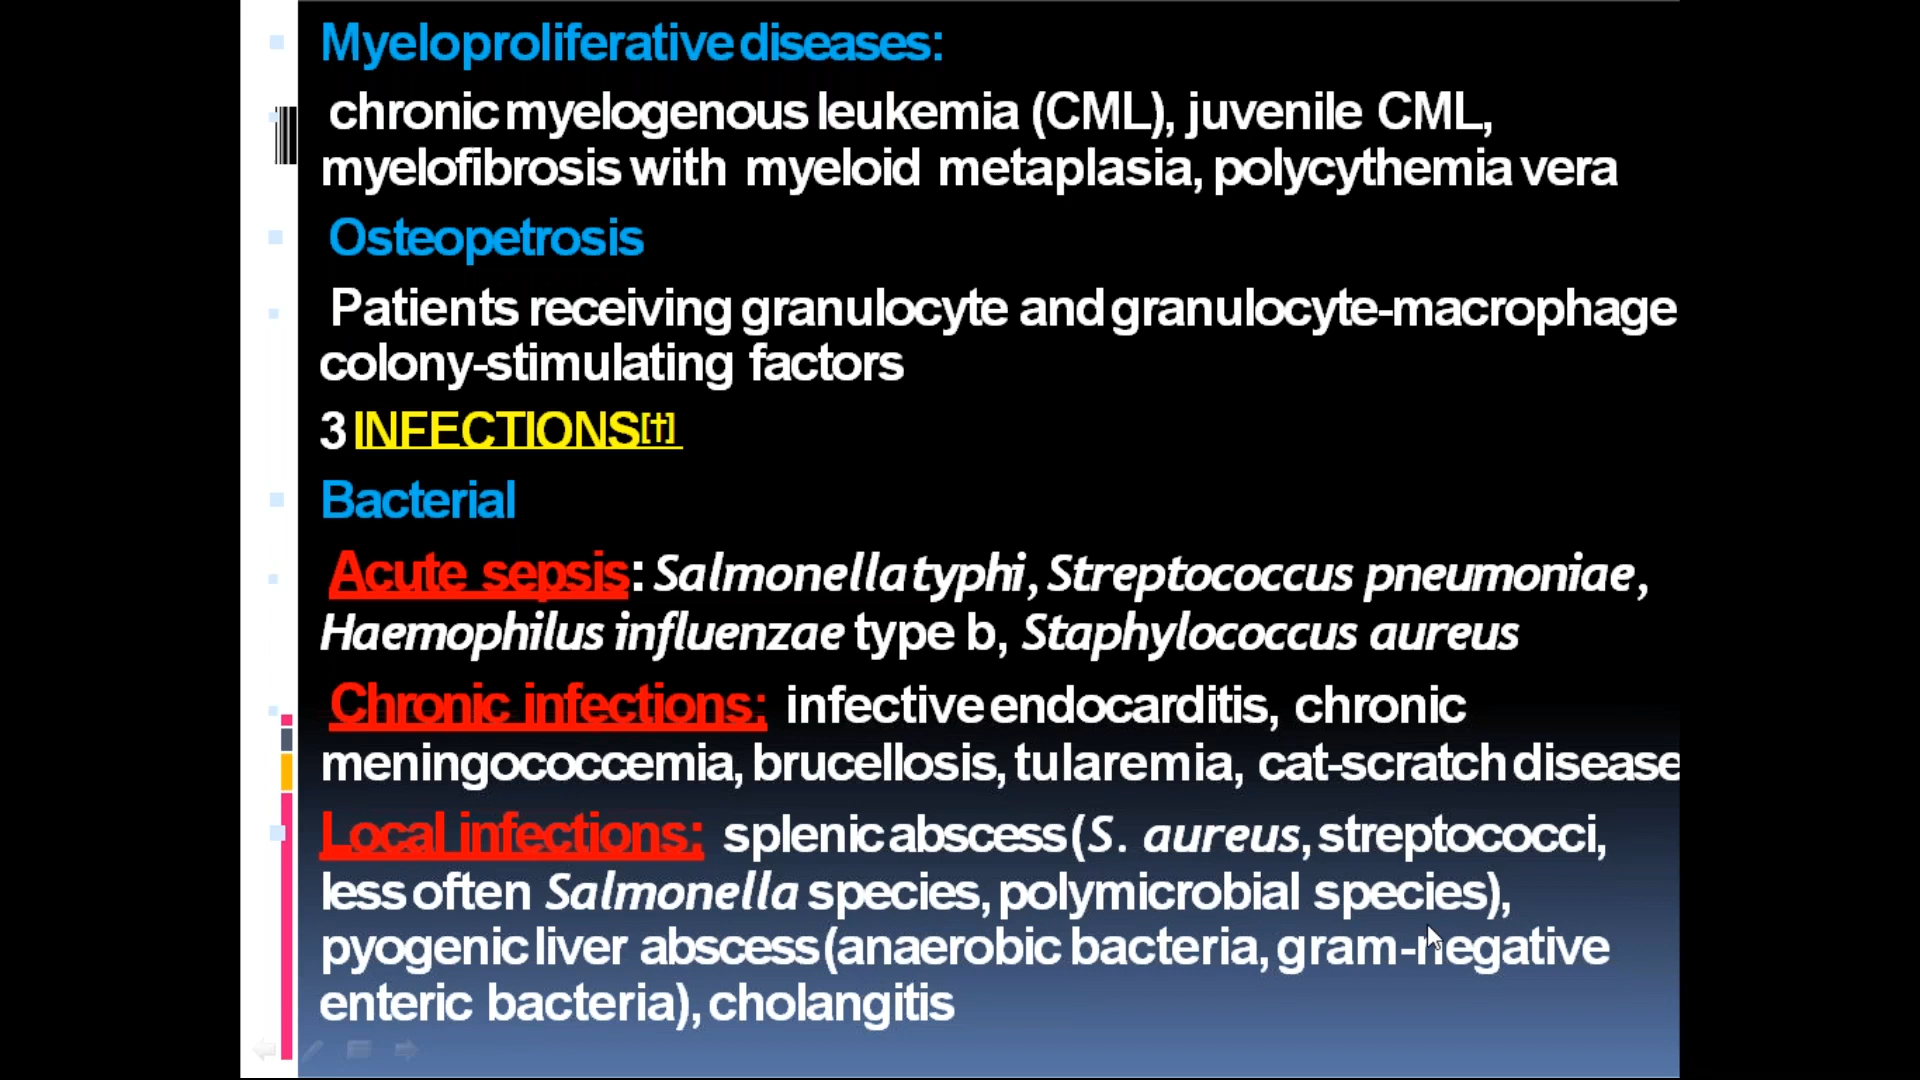 Myeloproliferative diseases:
chronic myelogenous leukemia (CML), juvenile CML,
myelofibrosis with myeloid metaplasia, polycythemia vera
Osteopetrosis
Patients receiving granulocyte and granulocyte-macrophage
colony-stimulating factors
3 INFECTIONS[†]
Bacterial
Acute sepsis: Salmonella typhi, Streptococcus pneumoniae,
Haemophilus influenzae type b, Staphylococcus aureus
Chronic infections: infective endocarditis, chronic
meningococcemia, brucellosis, tularemia, cat-scratch disease
Local infections: splenic abscess (S. aureus, streptococci,
less often Salmonella species, polymicrobial species),
pyogenic liver abscess (anaerobic bacteria, gram-negative
enteric bacteria), cholangitis